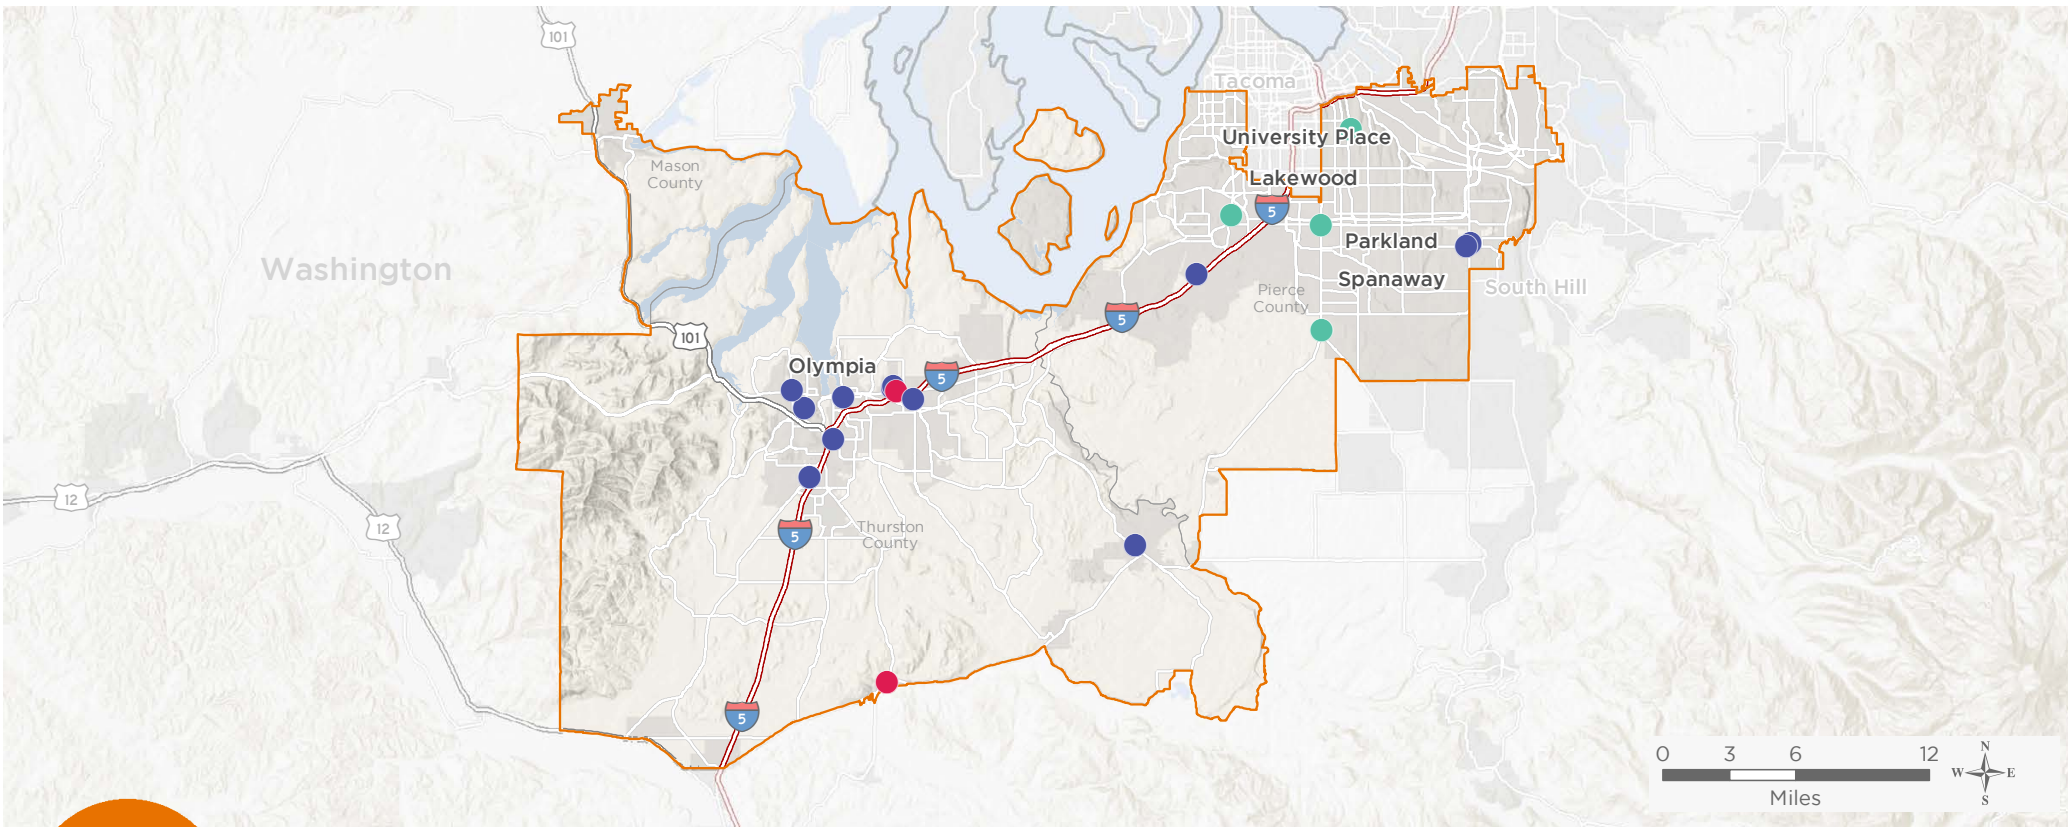 101
Tacoma
University Place
Mason
County
Lakewood
5
Parkland
Washington
Spanaway
South Hill
Pierce
County
5
101
Olympia
5
12
12
Thurston
County
5
5
0 3 6 12
Miles
N
W E
S